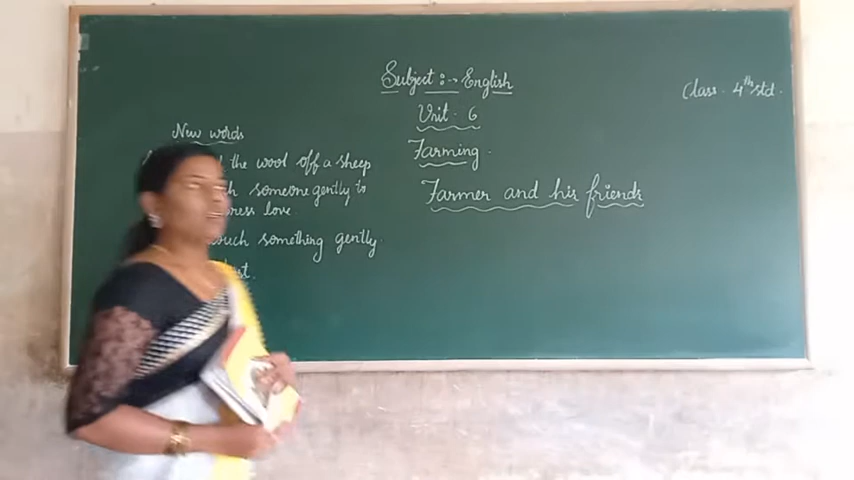 Subject :- English
Class - 4th std.
Unit - 6
Farming -
Farmer and his friends
New words
the wool off a sheep
someone gently to
love
something gently